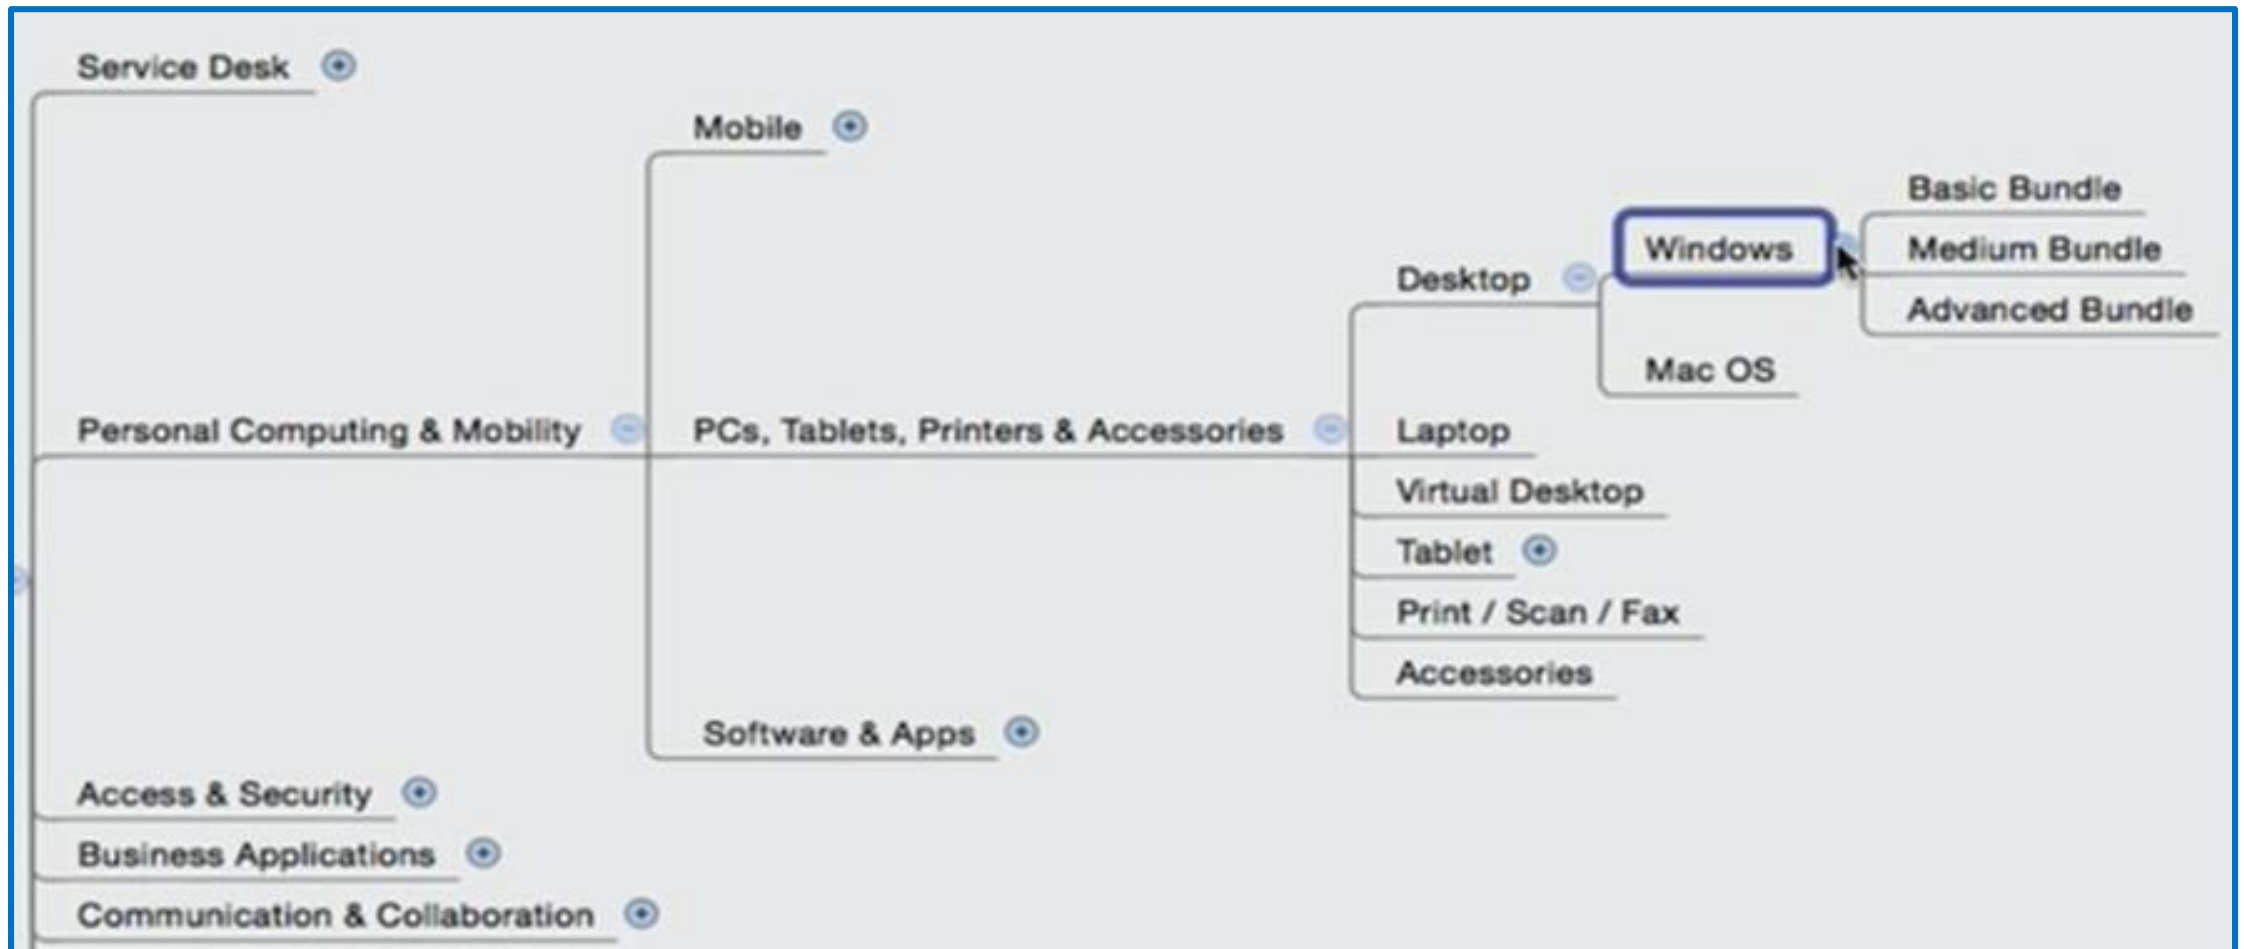 Service Desk
Mobile
Basic Bundle
Windows
Medium Bundle
Desktop
Advanced Bundle
Mac OS
Personal Computing & Mobility
PCs, Tablets, Printers & Accessories
Laptop
Virtual Desktop
Tablet
Print / Scan / Fax
Accessories
Software & Apps
Access & Security
Business Applications
Communication & Collaboration